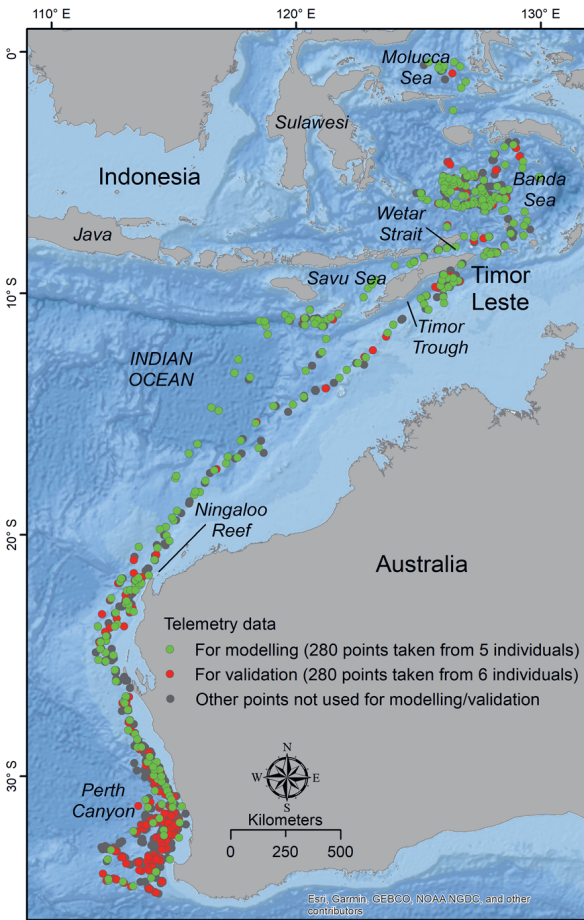 110° E
120° E
130° E
0°
Molucca
Sea
Sulawesi
Indonesia
Banda
Sea
Wetar
Strait
Java
Savu Sea
Timor
Leste
10° S
Timor
Trough
INDIAN
OCEAN
Ningaloo
Reef
20° S
Australia
Telemetry data
For modelling (280 points taken from 5 individuals)
For validation (280 points taken from 6 individuals)
Other points not used for modelling/validation
N
W E
S
30° S
Perth
Canyon
Kilometers
0 250 500
Esri, Garmin, GEBCO, NOAA NGDC, and other
contributors